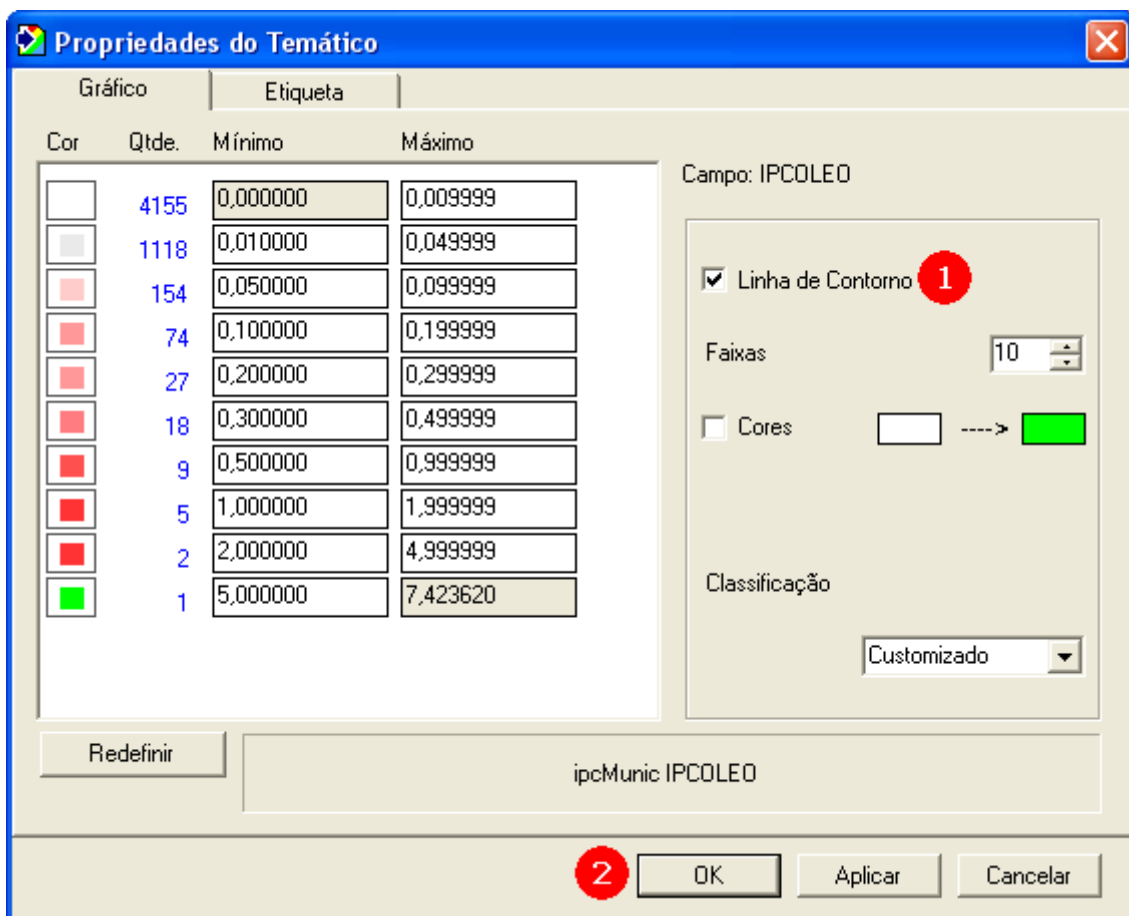 Propriedades do Temático
Gráfico Etiqueta
Cor Qtde. Mínimo Máximo
4155 0,000000 0,009999
1118 0,010000 0,049999
154 0,050000 0,099999
74 0,100000 0,199999
27 0,200000 0,299999
18 0,300000 0,499999
9 0,500000 0,999999
5 1,000000 1,999999
2 2,000000 4,999999
1 5,000000 7,423620
Campo: IPCOLEO
Linha de Contorno 1
Faixas 10
Cores ---->
Classificação
Customizado
Redefinir
ipcMunic IPCOLEO
2 OK Aplicar Cancelar